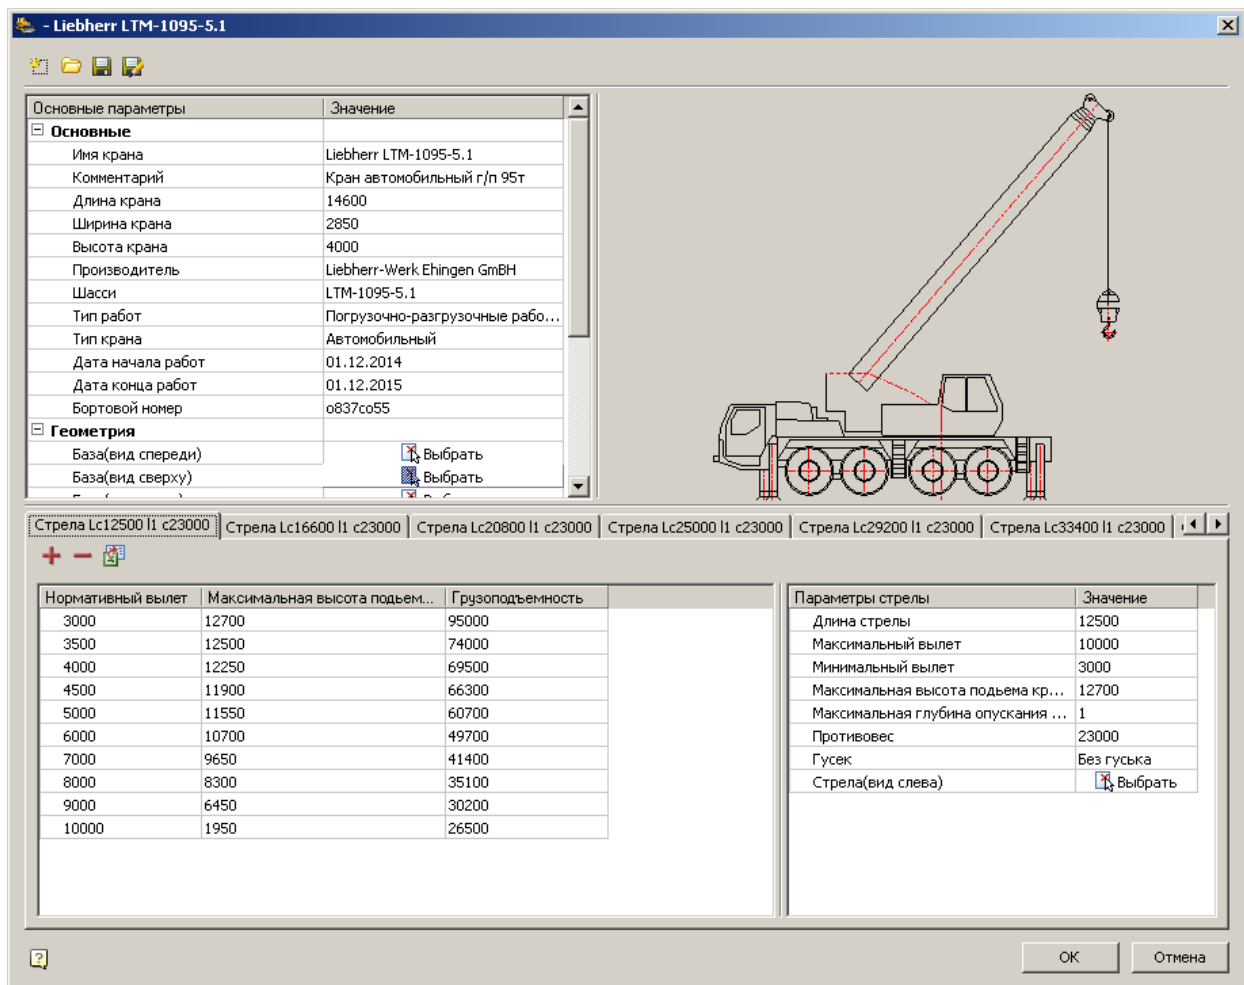 - Liebherr LTM-1095-5.1
Основные параметры Значение
Основные
Имя крана Liebherr LTM-1095-5.1
Комментарий Кран автомобильный г/п 95т
Длина крана 14600
Ширина крана 2850
Высота крана 4000
Производитель Liebherr-Werk Ehingen GmBH
Шасси LTM-1095-5.1
Тип работ Погрузочно-разгрузочные рабо...
Тип крана Автомобильный
Дата начала работ 01.12.2014
Дата конца работ 01.12.2015
Бортовой номер о837со55
Геометрия
База(вид спереди) Выбрать
База(вид сверху) Выбрать
Стрела Lc12500 l1 c23000 Стрела Lc16600 l1 c23000 Стрела Lc20800 l1 c23000 Стрела Lc25000 l1 c23000 Стрела Lc29200 l1 c23000 Стрела Lc33400 l1 c23000
Нормативный вылет Максимальная высота подьем... Грузоподъемность
3000 12700 95000
3500 12500 74000
4000 12250 69500
4500 11900 66300
5000 11550 60700
6000 10700 49700
7000 9650 41400
8000 8300 35100
9000 6450 30200
10000 1950 26500
Параметры стрелы Значение
Длина стрелы 12500
Максимальный вылет 10000
Минимальный вылет 3000
Максимальная высота подьема кр... 12700
Максимальная глубина опускания ... 1
Противовес 23000
Гусек Без гуська
Стрела(вид слева) Выбрать
OK Отмена